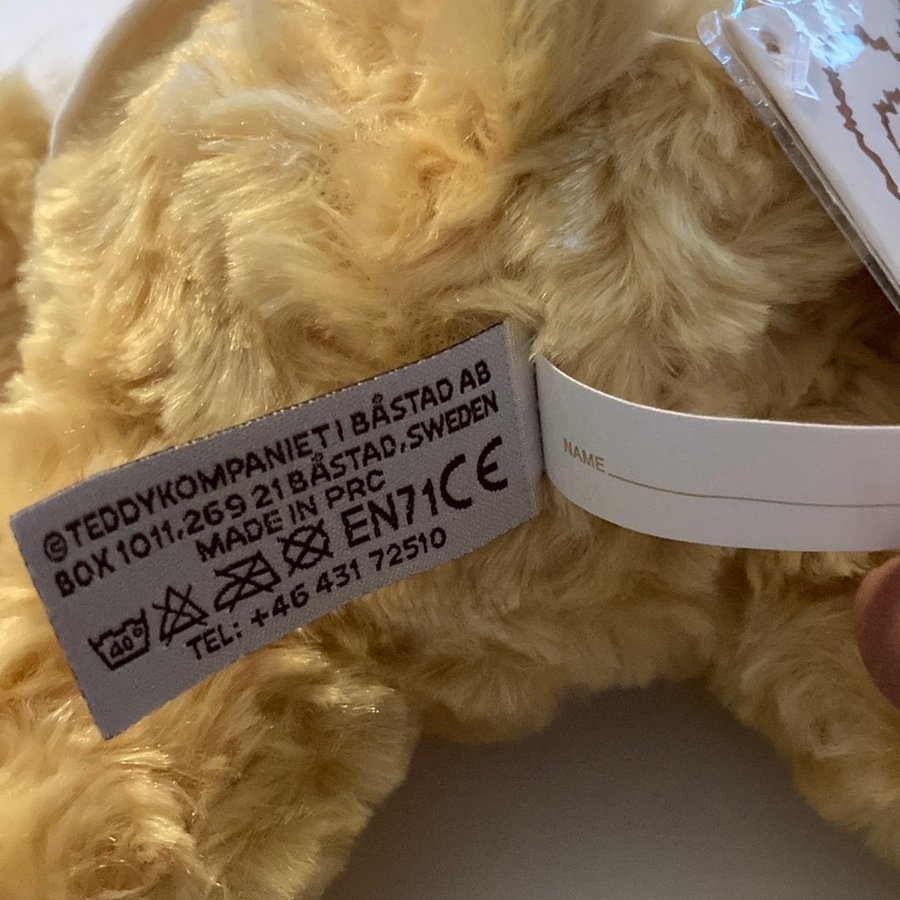 ©TEDDYKOMPANIET I BÅSTAD AB
BOX 1011, 269 21 BÅSTAD, SWEDEN
MADE IN PRC
EN71 CE
40°
TEL: +46 431 72510
NAME